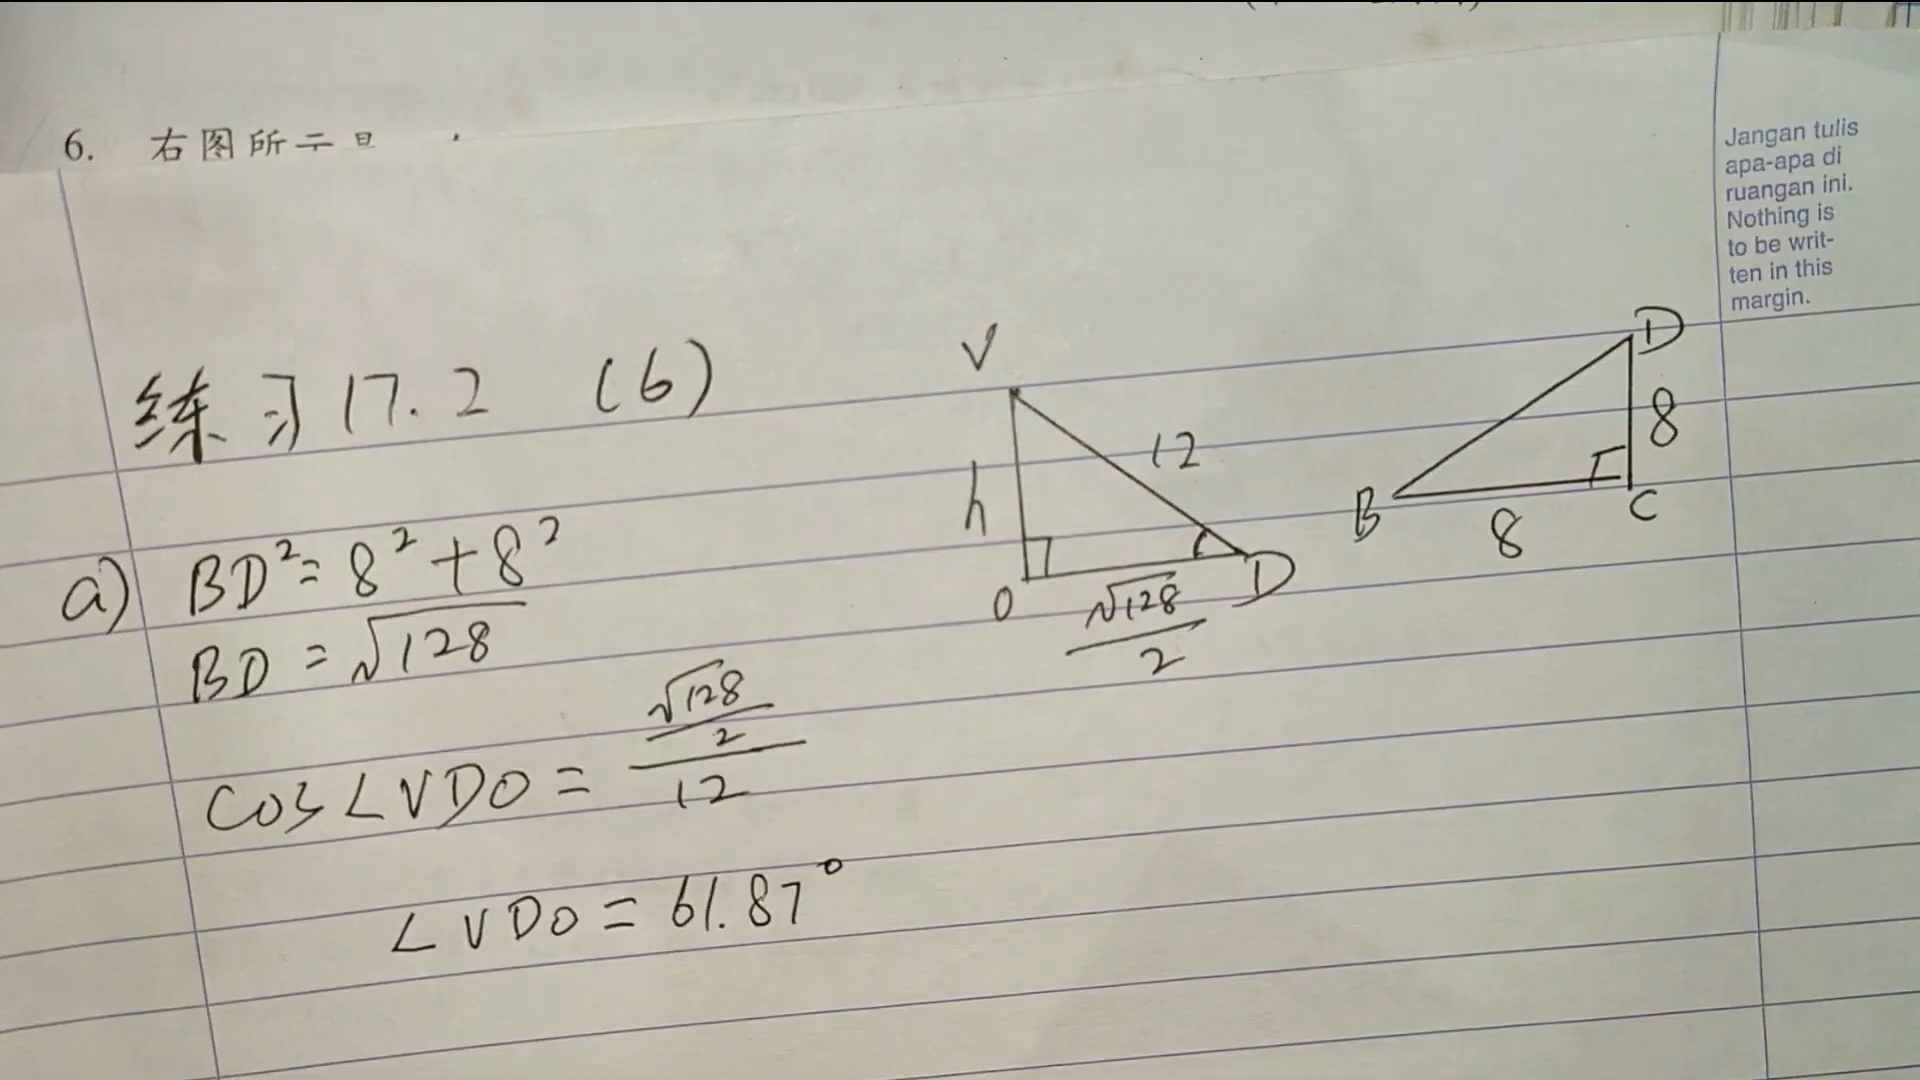 6. 右图所
Jangan tulis
apa-apa di
ruangan ini.
Nothing is
to be writ-
ten in this
margin.
练习17.2 (6)
a) BD²= 8² + 8²
BD = √128
cos∠VDO = (√128/2)/12
∠VDO = 61.87°
V
12
h
O
√128/2
D
D
8
B
8
C